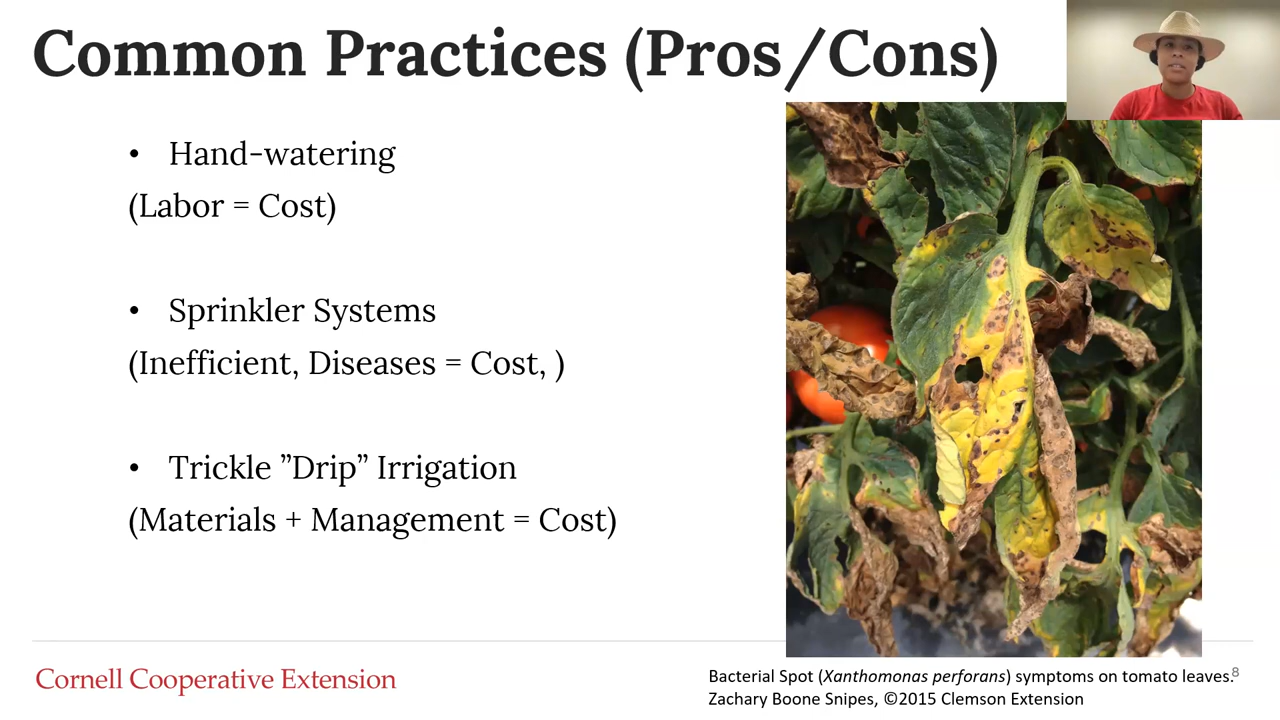 Common Practices (Pros/Cons)
• Hand-watering
(Labor = Cost)
• Sprinkler Systems
(Inefficient, Diseases = Cost, )
• Trickle ”Drip” Irrigation
(Materials + Management = Cost)
Cornell Cooperative Extension
Bacterial Spot (Xanthomonas perforans) symptoms on tomato leaves.
8
Zachary Boone Snipes, ©2015 Clemson Extension